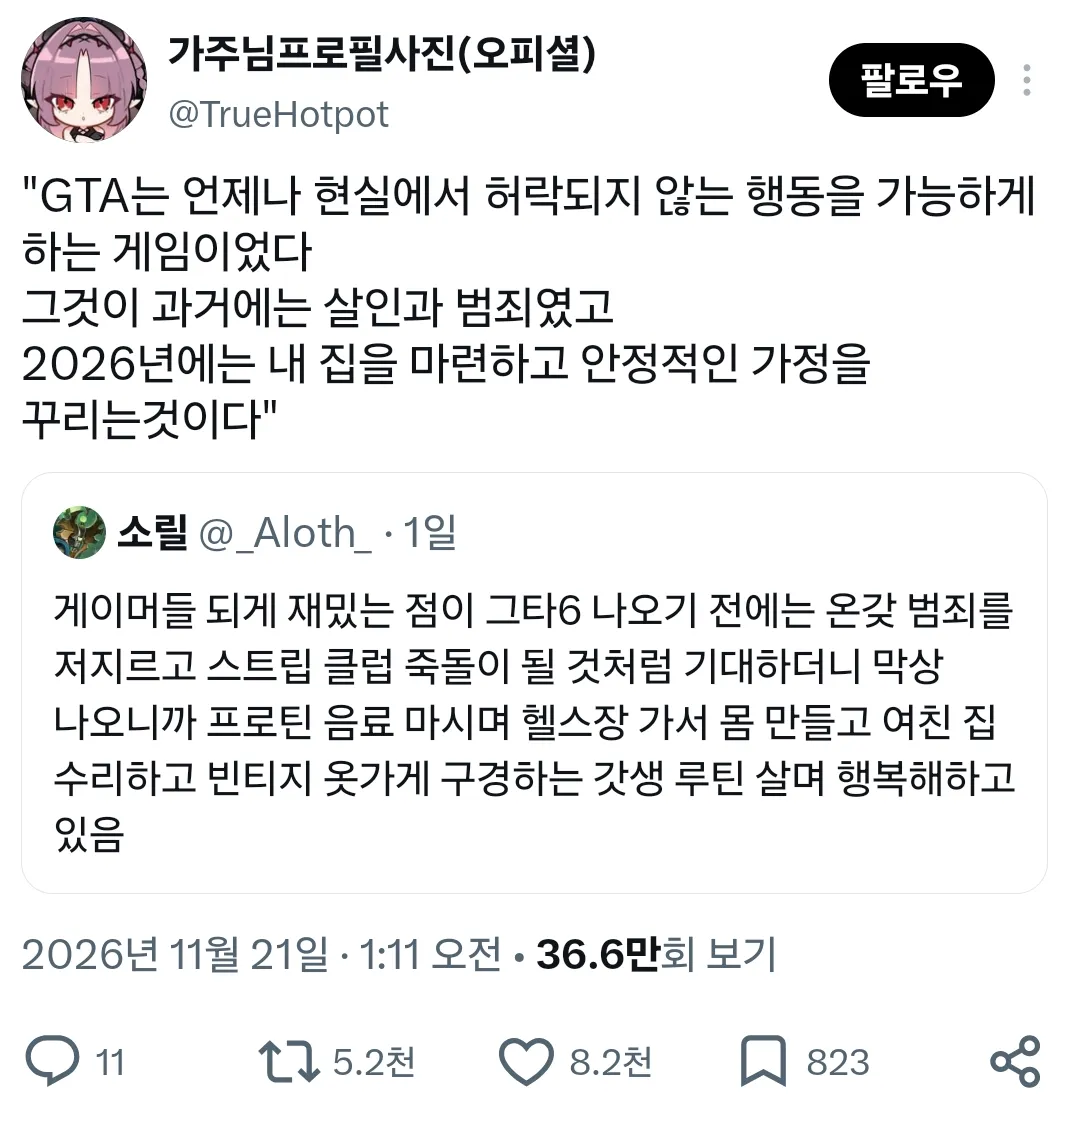 가주님프로필사진(오피셜)
@TrueHotpot
팔로우
"GTA는 언제나 현실에서 허락되지 않는 행동을 가능하게
하는 게임이었다
그것이 과거에는 살인과 범죄였고
2026년에는 내 집을 마련하고 안정적인 가정을
꾸리는것이다"
소릴 @_Aloth_ · 1일
게이머들 되게 재밌는 점이 그타6 나오기 전에는 온갖 범죄를
저지르고 스트립 클럽 죽돌이 될 것처럼 기대하더니 막상
나오니까 프로틴 음료 마시며 헬스장 가서 몸 만들고 여친 집
수리하고 빈티지 옷가게 구경하는 갓생 루틴 살며 행복해하고
있음
2026년 11월 21일 · 1:11 오전 • 36.6만회 보기
11 5.2천 8.2천 823